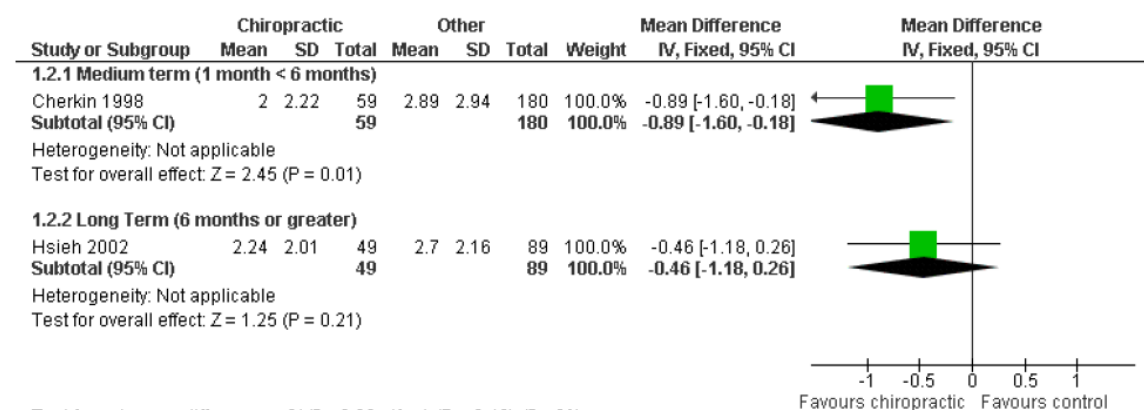 Chiropractic Other Mean Difference Mean Difference
Study or Subgroup Mean SD Total Mean SD Total Weight IV, Fixed, 95% CI IV, Fixed, 95% CI
1.2.1 Medium term (1 month < 6 months)
Cherkin 1998 2 2.22 59 2.89 2.94 180 100.0% -0.89 [-1.60, -0.18]
Subtotal (95% CI) 59 180 100.0% -0.89 [-1.60, -0.18]
Heterogeneity: Not applicable
Test for overall effect: Z = 2.45 (P = 0.01)
1.2.2 Long Term (6 months or greater)
Hsieh 2002 2.24 2.01 49 2.7 2.16 89 100.0% -0.46 [-1.18, 0.26]
Subtotal (95% CI) 49 89 100.0% -0.46 [-1.18, 0.26]
Heterogeneity: Not applicable
Test for overall effect: Z = 1.25 (P = 0.21)
-1 -0.5 0 0.5 1
Favours chiropractic Favours control